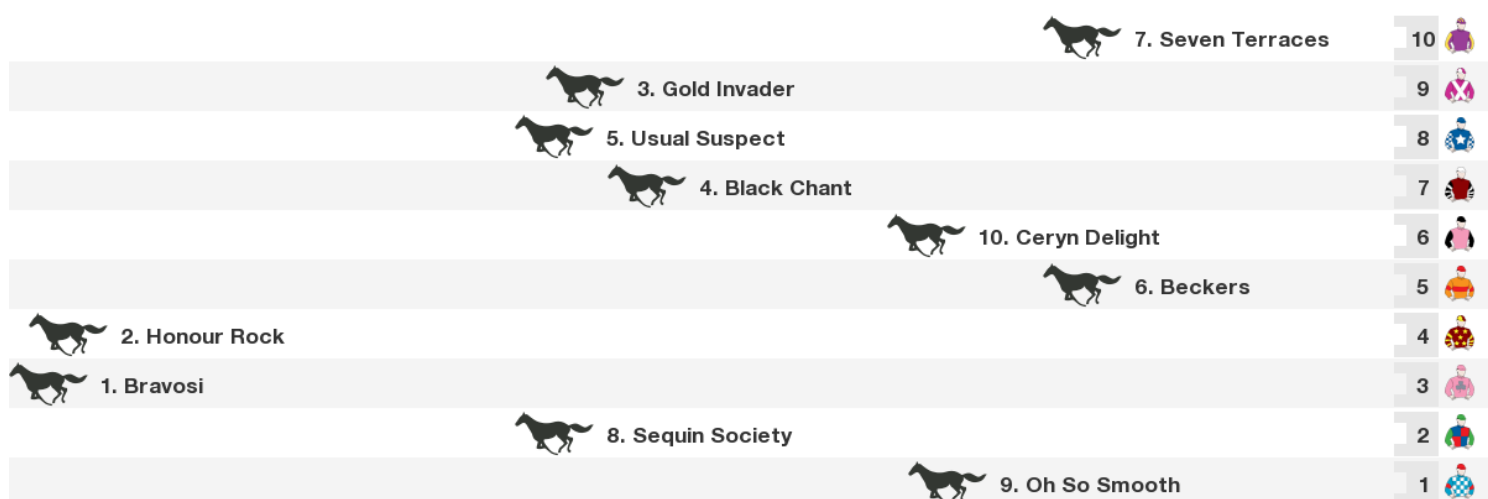 7. Seven Terraces 10
3. Gold Invader 9
5. Usual Suspect 8
4. Black Chant 7
10. Ceryn Delight 6
6. Beckers 5
2. Honour Rock 4
1. Bravosi 3
8. Sequin Society 2
9. Oh So Smooth 1